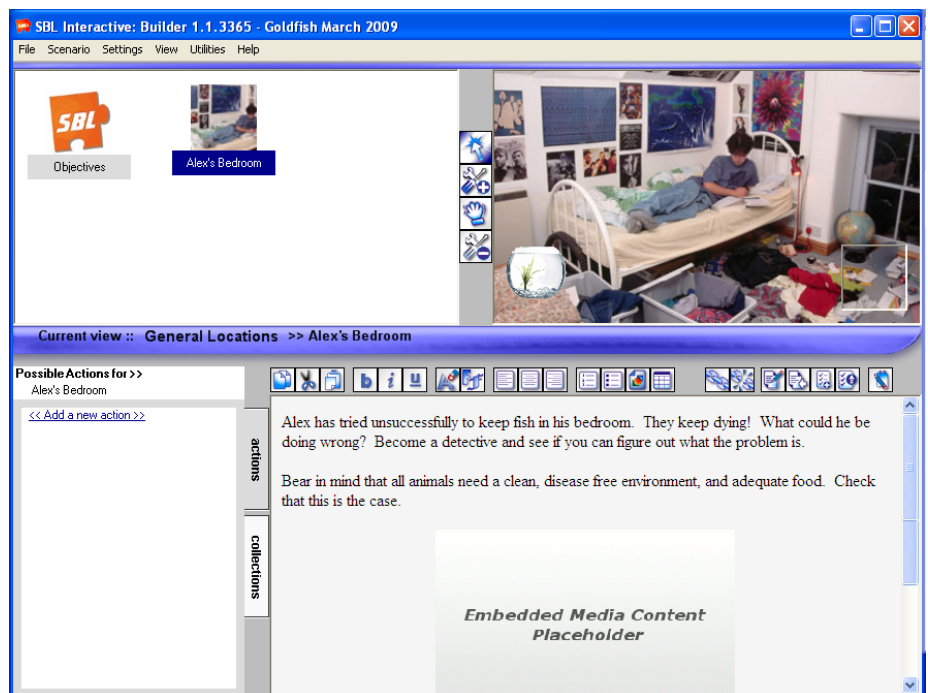 SBL Interactive: Builder 1.1.3365 - Goldfish March 2009
File Scenario Settings View Utilities Help
SBL
Objectives
Alex's Bedroom
Current view :: General Locations >> Alex's Bedroom
Possible Actions for >>
Alex's Bedroom
<< Add a new action >>
actions
collections
b i u
Alex has tried unsuccessfully to keep fish in his bedroom. They keep dying! What could he be
doing wrong? Become a detective and see if you can figure out what the problem is.
Bear in mind that all animals need a clean, disease free environment, and adequate food. Check
that this is the case.
Embedded Media Content
Placeholder